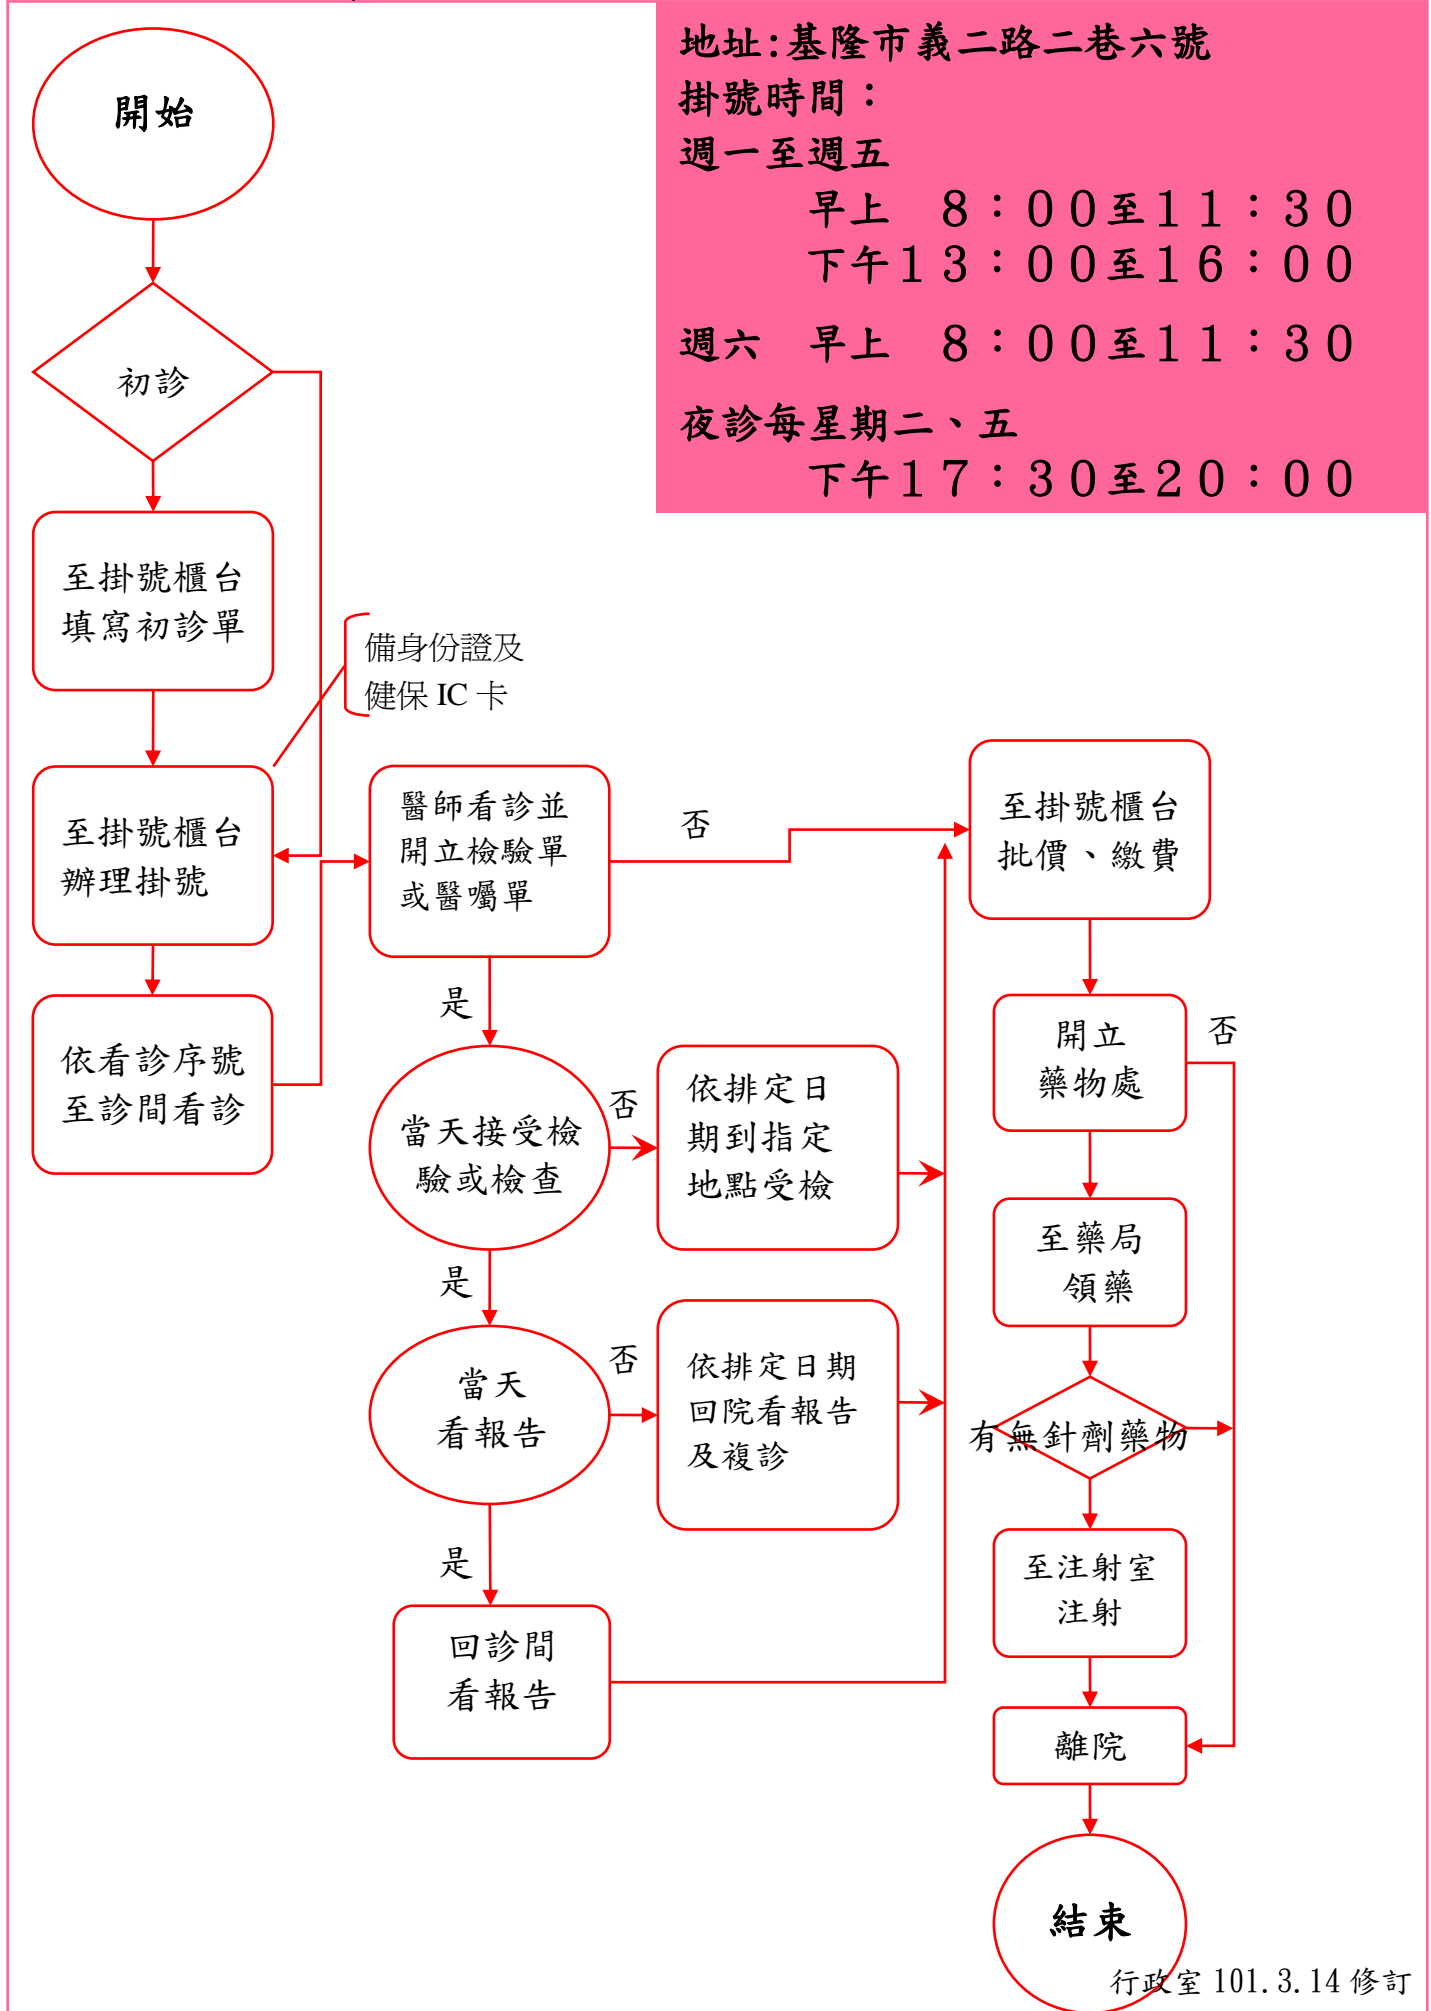 開始
地址:基隆市義二路二巷六號
掛號時間：
週一至週五
早上　８：００至１１：３０
下午１３：００至１６：００
週六　早上　８：００至１１：３０
夜診每星期二、五
下午１７：３０至２０：００
初診
至掛號櫃台
填寫初診單
備身份證及
健保 IC 卡
至掛號櫃台
辦理掛號
依看診序號
至診間看診
醫師看診並
開立檢驗單
或醫囑單
否
是
當天接受檢
驗或檢查
否
依排定日
期到指定
地點受檢
是
當天
看報告
否
依排定日期
回院看報告
及複診
是
回診間
看報告
至掛號櫃台
批價、繳費
開立
藥物處
否
至藥局
領藥
有無針劑藥物
至注射室
注射
離院
結束
行政室 101.3.14 修訂